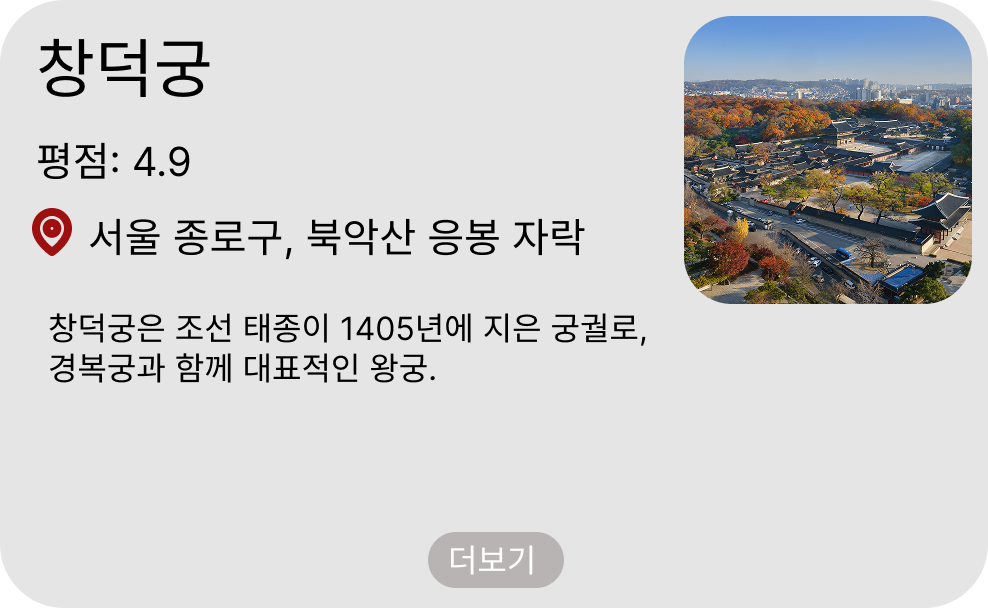 창덕궁
평점: 4.9
서울 종로구, 북악산 응봉 자락
창덕궁은 조선 태종이 1405년에 지은 궁궐로,
경복궁과 함께 대표적인 왕궁.
더보기